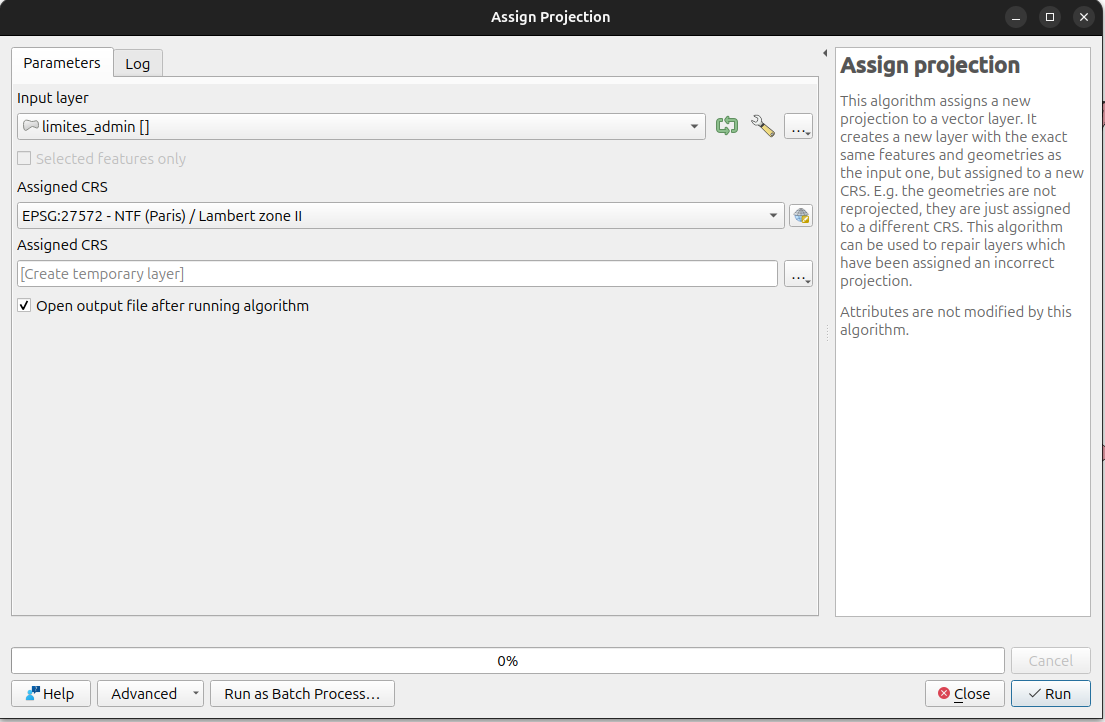 Assign Projection
Parameters
Log
Input layer
limites_admin []
…
Selected features only
Assigned CRS
EPSG:27572 - NTF (Paris) / Lambert zone II
Assigned CRS
[Create temporary layer]
…
Open output file after running algorithm
Assign projection
This algorithm assigns a new
projection to a vector layer. It
creates a new layer with the exact
same features and geometries as
the input one, but assigned to a new
CRS. E.g. the geometries are not
reprojected, they are just assigned
to a different CRS. This algorithm
can be used to repair layers which
have been assigned an incorrect
projection.
Attributes are not modified by this
algorithm.
0%
Cancel
Help
Advanced
Run as Batch Process…
Close
Run